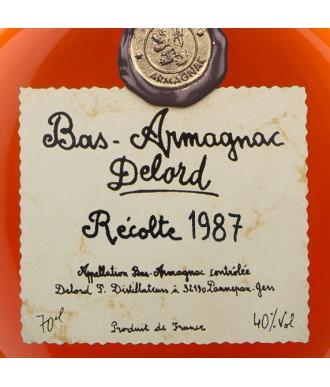 ARMAGNAC
Bas-Armagnac
Delord
Récolte 1987
Appellation Bas-Armagnac contrôlée
Delord F. Distillateurs à 32190 Lannepax-Gers
70cl
40% Vol
Produit de France